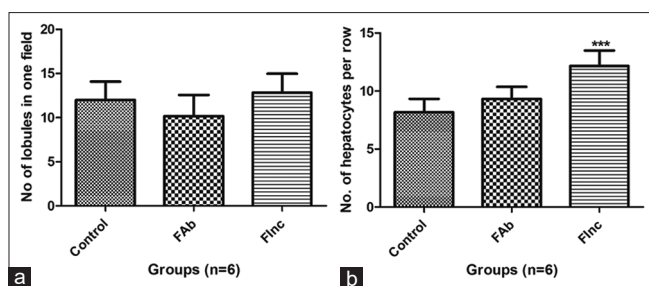 No of lobules in one field
20
15
10
5
0
Control
FAb
FInc
Groups (n=6)
a
No. of hepatocytes per row
15
10
5
0
***
Control
FAb
FInc
Groups (n=6)
b